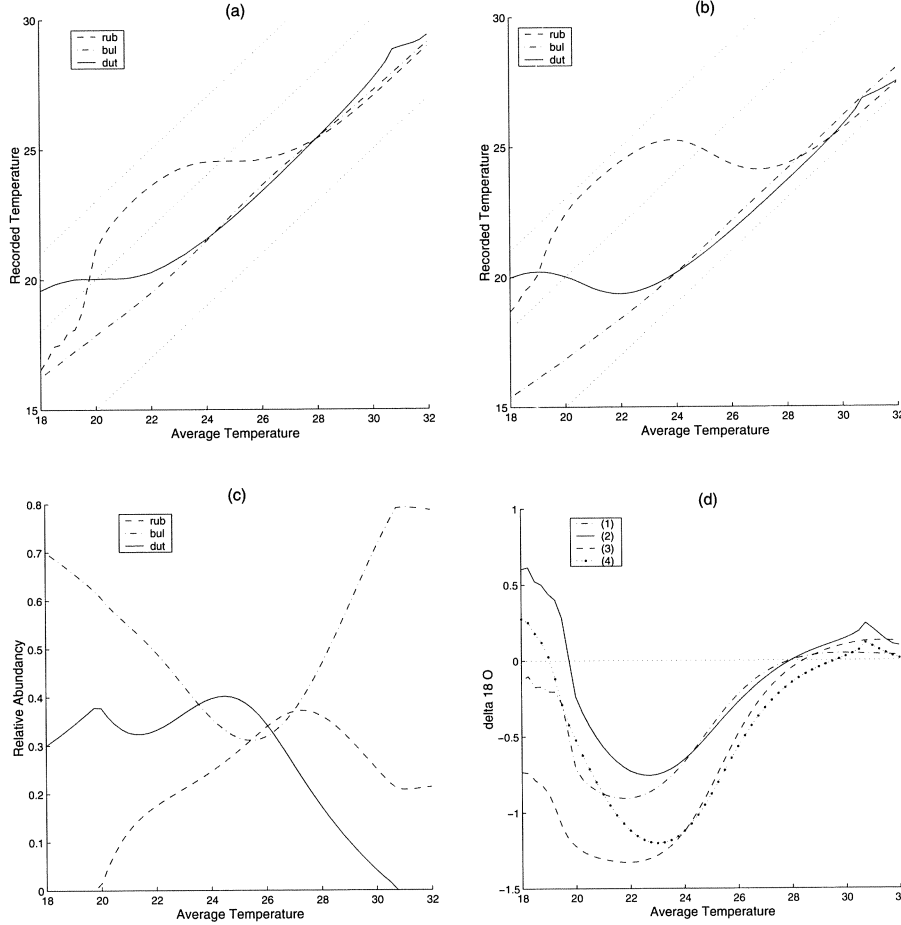 (a)
30
25
20
15
18 20 22 24 26 28 30 32
Average Temperature
Recorded Temperature
rub
bul
dut
(b)
30
25
20
15
18 20 22 24 26 28 30 32
Average Temperature
Recorded Temperature
rub
bul
dut
(c)
0.8
0.7
0.6
0.5
0.4
0.3
0.2
0.1
0
18 20 22 24 26 28 30 32
Average Temperature
Relative Abundancy
rub
bul
dut
(d)
1
0.5
0
−0.5
−1
−1.5
18 20 22 24 26 28 30
Average Temperature
delta 18 O
(1)
(2)
(3)
(4)